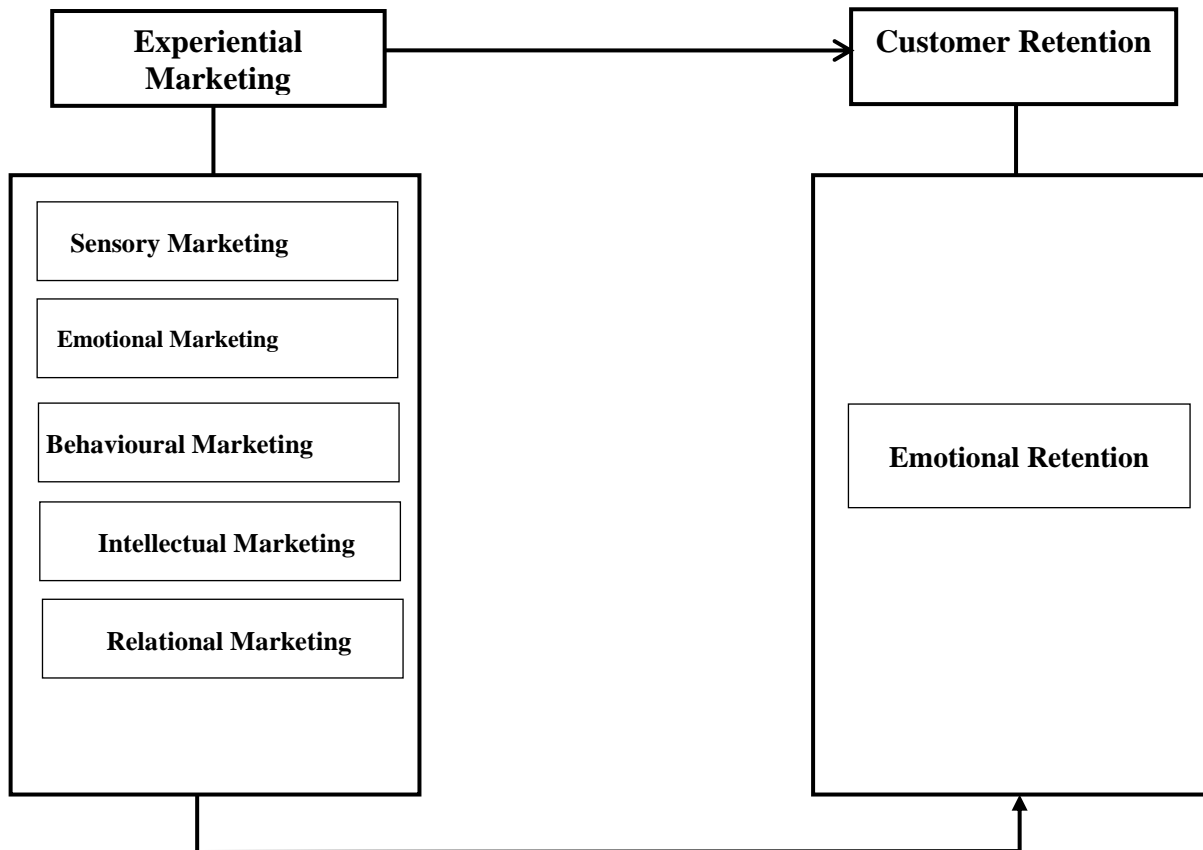 Experiential
Marketing
Customer Retention
Sensory Marketing
Emotional Marketing
Behavioural Marketing
Intellectual Marketing
Relational Marketing
Emotional Retention